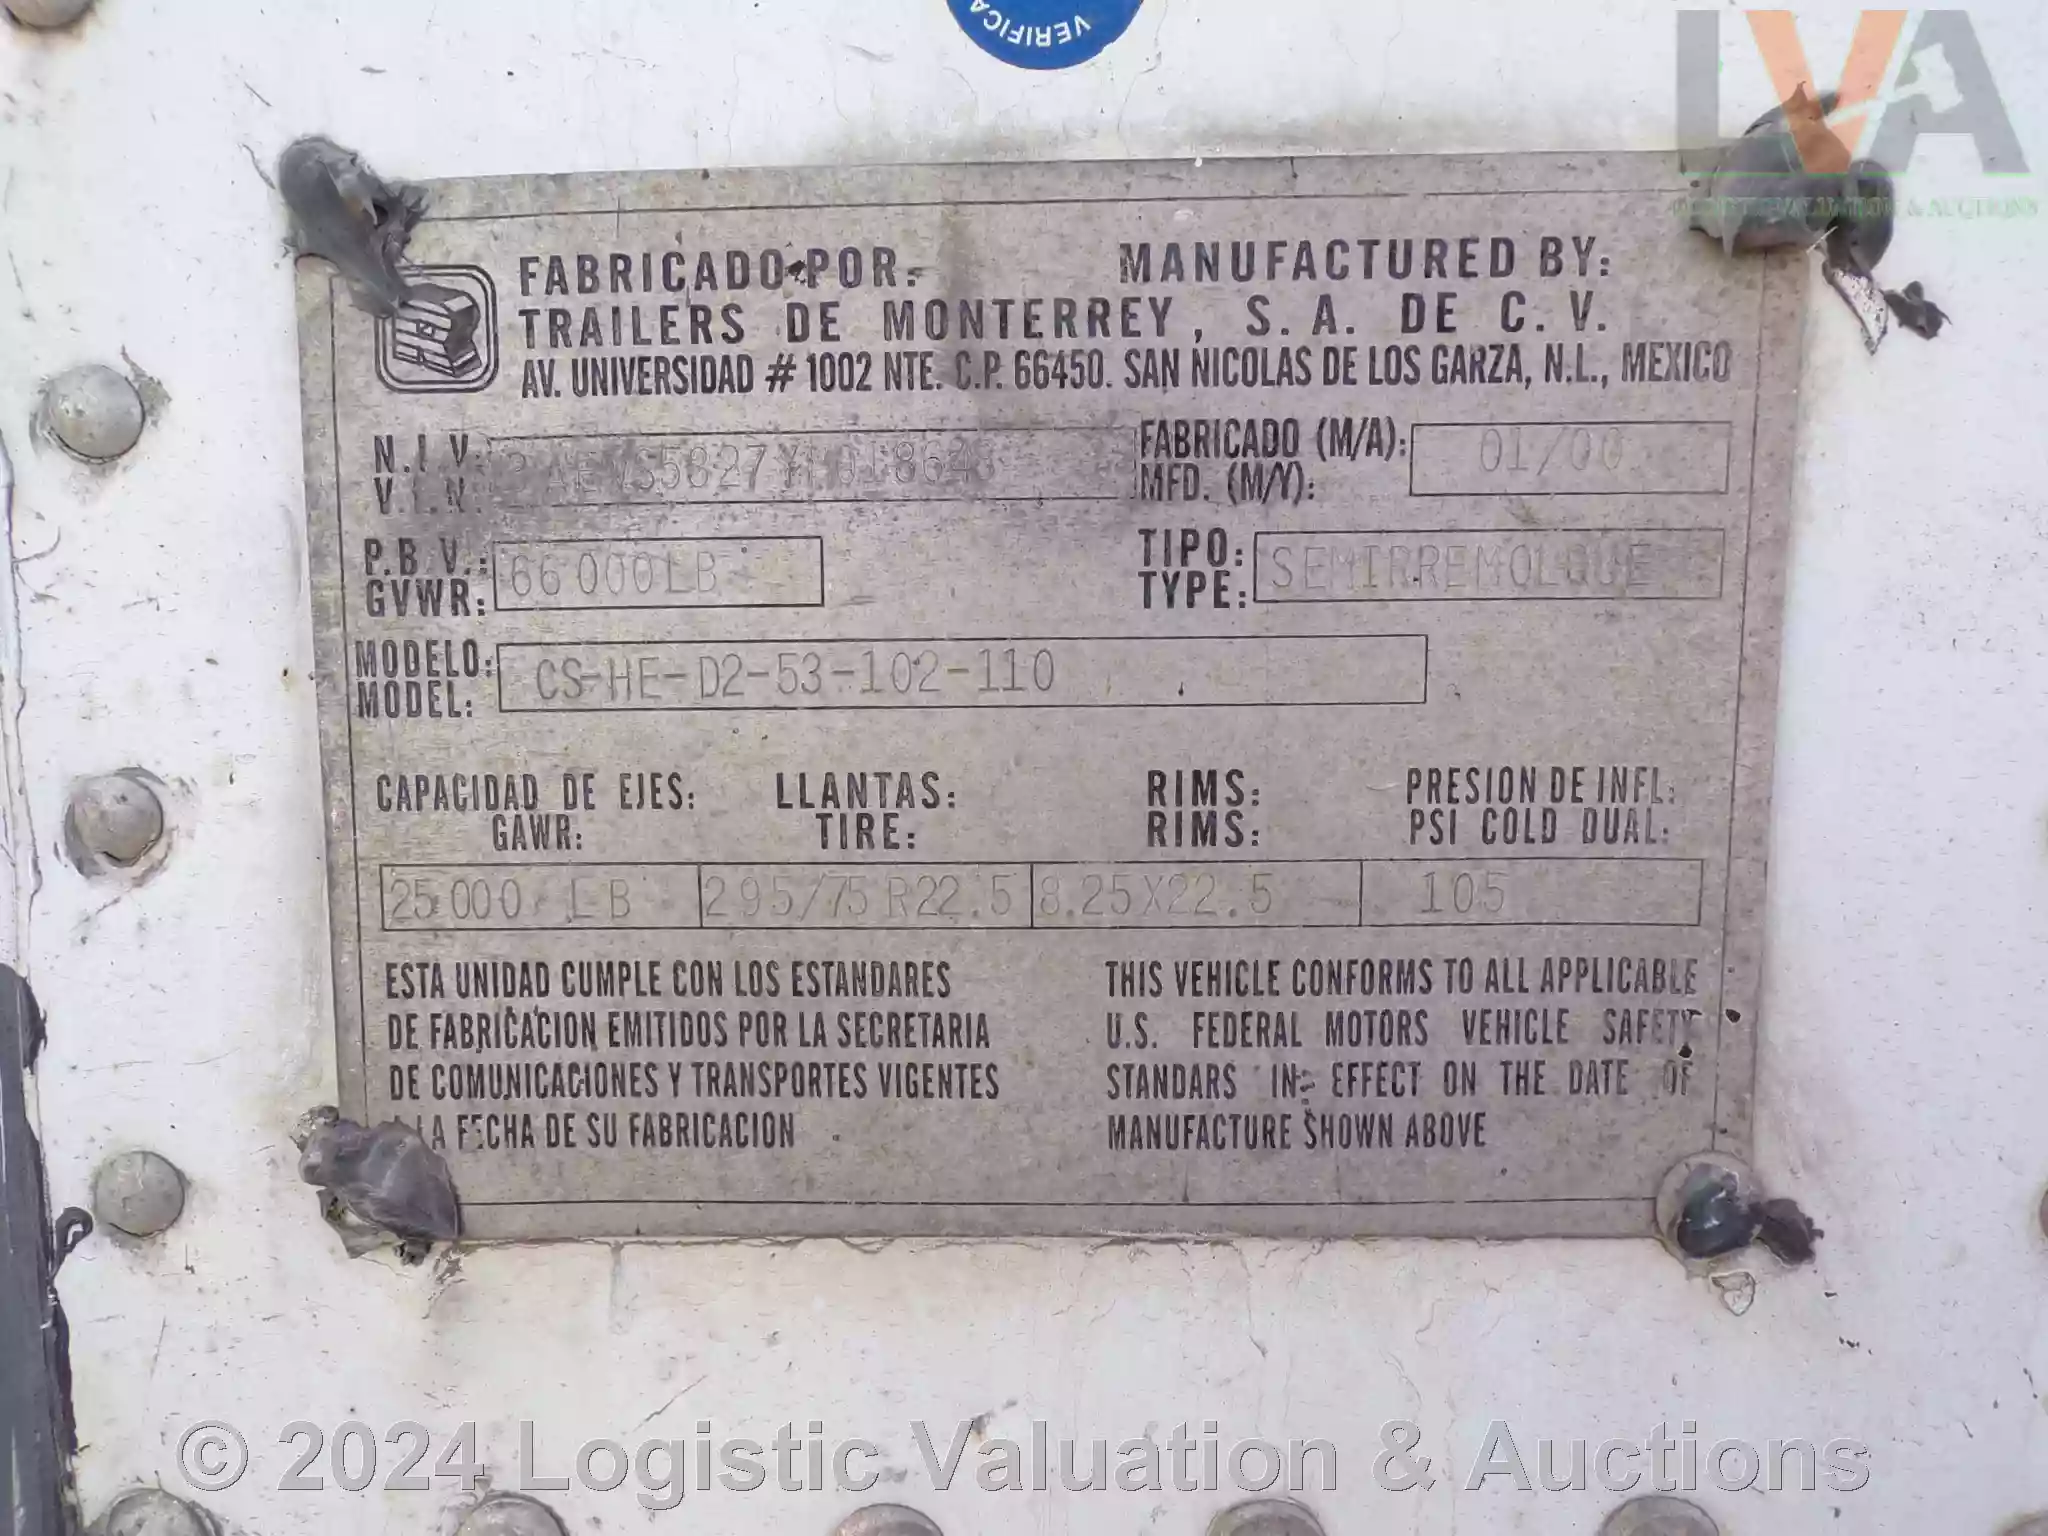 VERIFICA
LVA
FABRICADO POR: MANUFACTURED BY:
TRAILERS DE MONTERREY, S. A. DE C. V.
AV. UNIVERSIDAD # 1002 NTE. C.P. 66450. SAN NICOLAS DE LOS GARZA, N.L., MEXICO
N.I.V.: FABRICADO (M/A): 01/00
V.I.N. MFD. (M/Y):
P.B.V.: 66 000 LB TIPO: SEMIRREMOLQUE
GVWR: TYPE:
MODELO: CS-HE-D2-53-102-110
MODEL:
CAPACIDAD DE EJES: LLANTAS: RIMS: PRESION DE INFL:
GAWR: TIRE: RIMS: PSI COLD DUAL:
25 000 LB 295/75 R22.5 8.25X22.5 105
ESTA UNIDAD CUMPLE CON LOS ESTANDARES
DE FABRICACION EMITIDOS POR LA SECRETARIA
DE COMUNICACIONES Y TRANSPORTES VIGENTES
A LA FECHA DE SU FABRICACION
THIS VEHICLE CONFORMS TO ALL APPLICABLE
U.S. FEDERAL MOTORS VEHICLE SAFETY
STANDARS IN EFFECT ON THE DATE OF
MANUFACTURE SHOWN ABOVE
© 2024 Logistic Valuation & Auctions